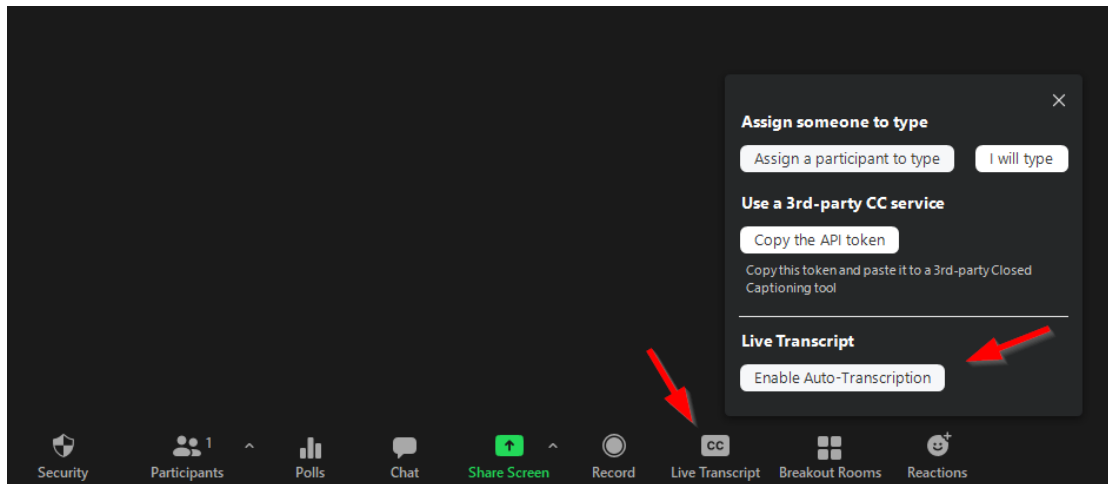 Assign someone to type
Assign a participant to type
I will type
Use a 3rd-party CC service
Copy the API token
Copy this token and paste it to a 3rd-party Closed
Captioning tool
Live Transcript
Enable Auto-Transcription
1
CC
Security
Participants
Polls
Chat
Share Screen
Record
Live Transcript
Breakout Rooms
Reactions